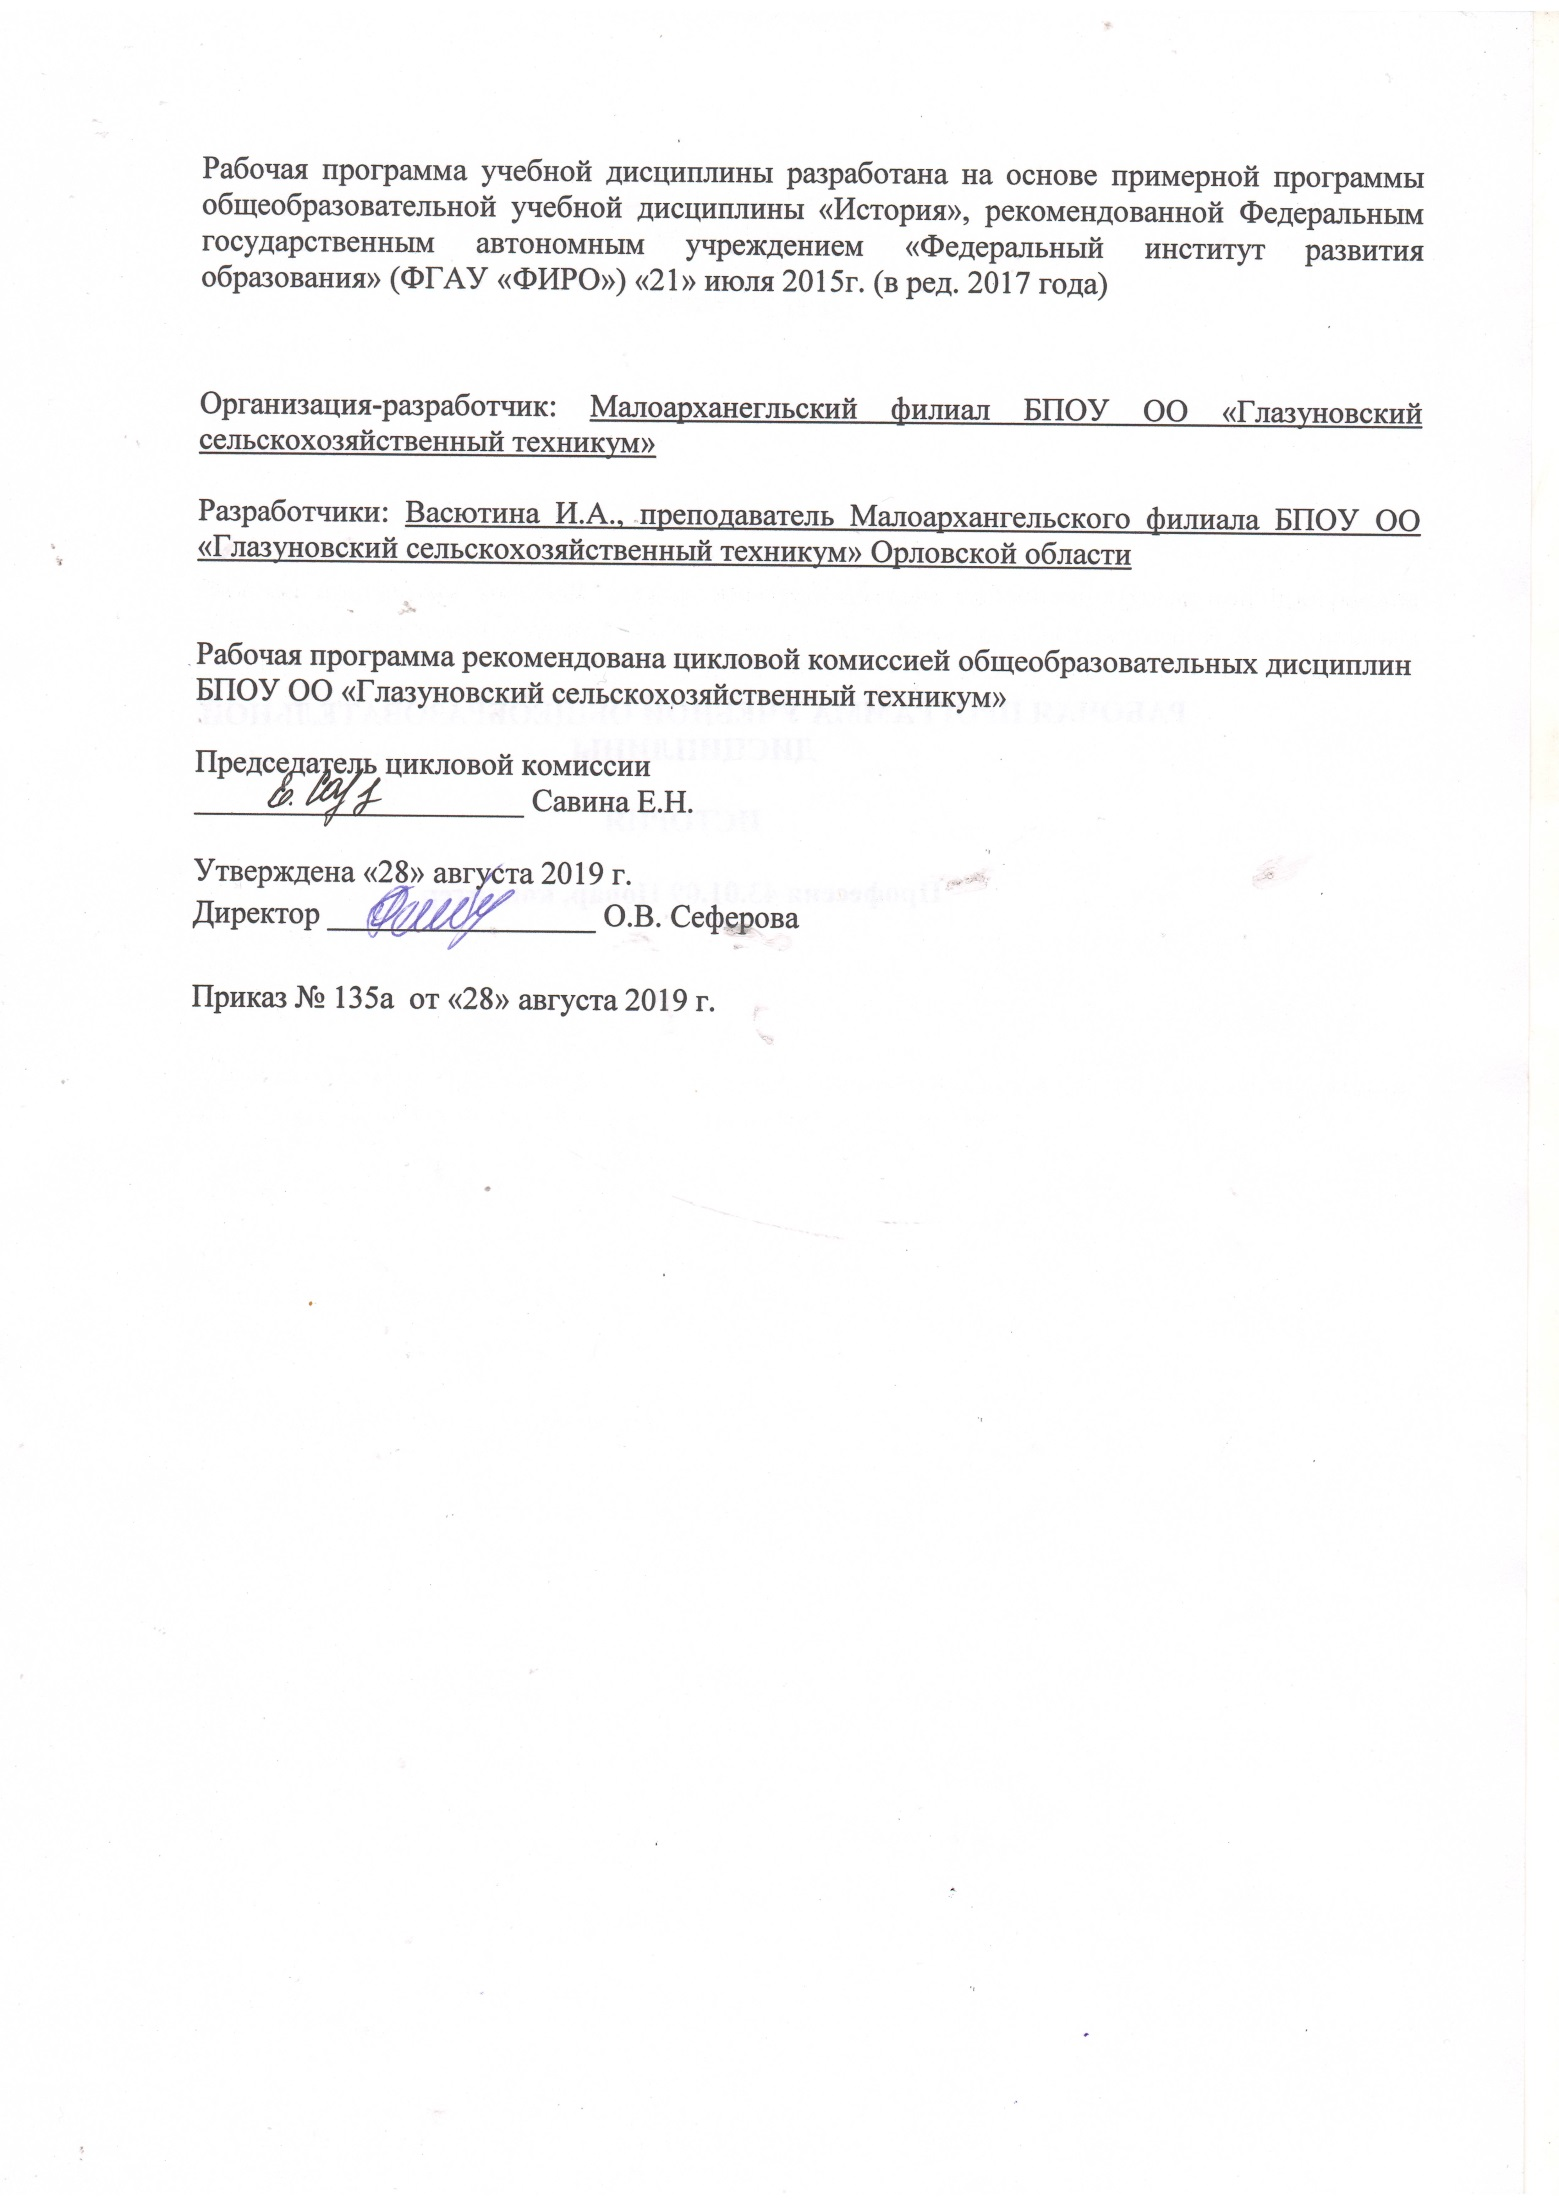 Рабочая программа учебной дисциплины разработана на основе примерной программы
общеобразовательной учебной дисциплины «История», рекомендованной Федеральным
государственным автономным учреждением «Федеральный институт развития
образования» (ФГАУ «ФИРО») «21» июля 2015г. (в ред. 2017 года)
Организация-разработчик: Малоарханегльский филиал БПОУ ОО «Глазуновский
сельскохозяйственный техникум»
Разработчики: Васютина И.А., преподаватель Малоархангельского филиала БПОУ ОО
«Глазуновский сельскохозяйственный техникум» Орловской области
Рабочая программа рекомендована цикловой комиссией общеобразовательных дисциплин
БПОУ ОО «Глазуновский сельскохозяйственный техникум»
Председатель цикловой комиссии
____________________ Савина Е.Н.
Утверждена «28» августа 2019 г.
Директор ________________ О.В. Сеферова
Приказ № 135а от «28» августа 2019 г.